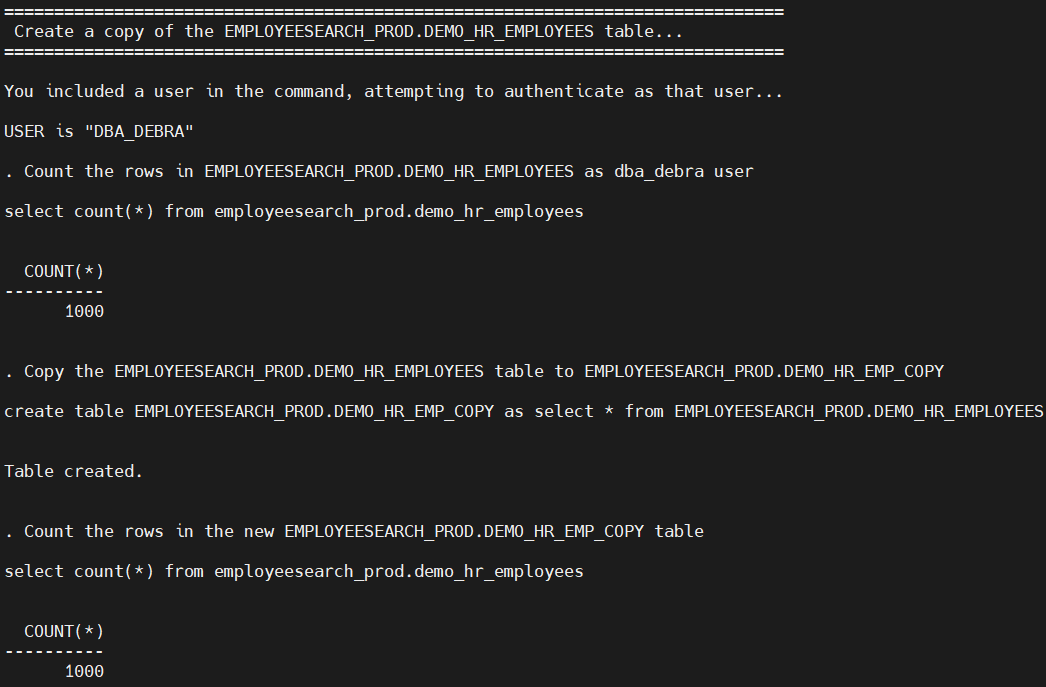 ==============================================================================
 Create a copy of the EMPLOYEESEARCH_PROD.DEMO_HR_EMPLOYEES table...
==============================================================================
You included a user in the command, attempting to authenticate as that user...
USER is "DBA_DEBRA"
. Count the rows in EMPLOYEESEARCH_PROD.DEMO_HR_EMPLOYEES as dba_debra user
select count(*) from employeesearch_prod.demo_hr_employees
  COUNT(*)
----------
      1000
. Copy the EMPLOYEESEARCH_PROD.DEMO_HR_EMPLOYEES table to EMPLOYEESEARCH_PROD.DEMO_HR_EMP_COPY
create table EMPLOYEESEARCH_PROD.DEMO_HR_EMP_COPY as select * from EMPLOYEESEARCH_PROD.DEMO_HR_EMPLOYEES
Table created.
. Count the rows in the new EMPLOYEESEARCH_PROD.DEMO_HR_EMP_COPY table
select count(*) from employeesearch_prod.demo_hr_employees
  COUNT(*)
----------
      1000